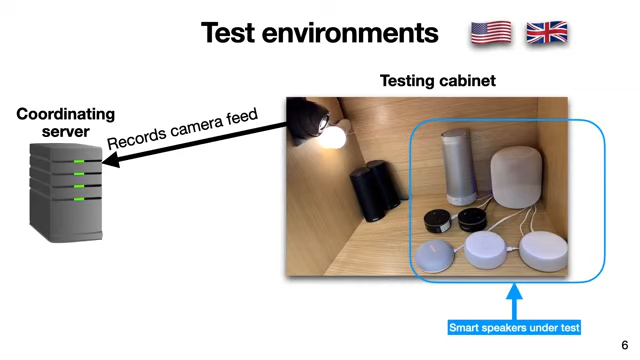 Test environments
Testing cabinet
Coordinating
server
Records camera feed
Smart speakers under test
6